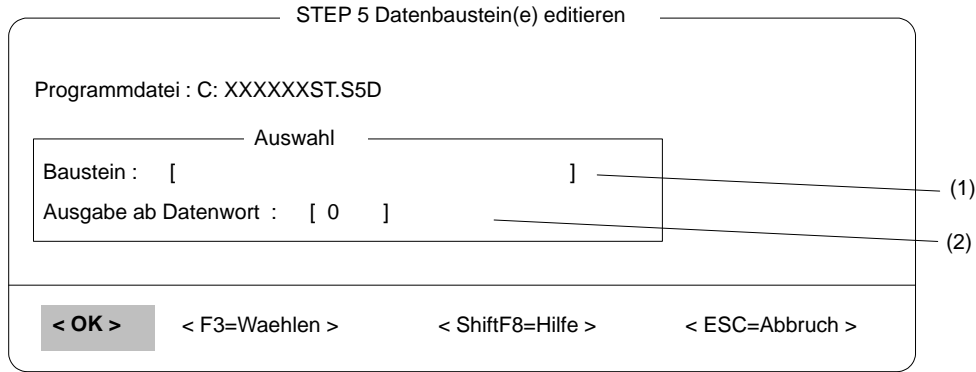 STEP 5 Datenbaustein(e) editieren
Programmdatei : C: XXXXXXST.S5D
Auswahl
Baustein : [ ]
(1)
Ausgabe ab Datenwort : [ 0 ]
(2)
< OK > < F3=Waehlen > < ShiftF8=Hilfe > < ESC=Abbruch >